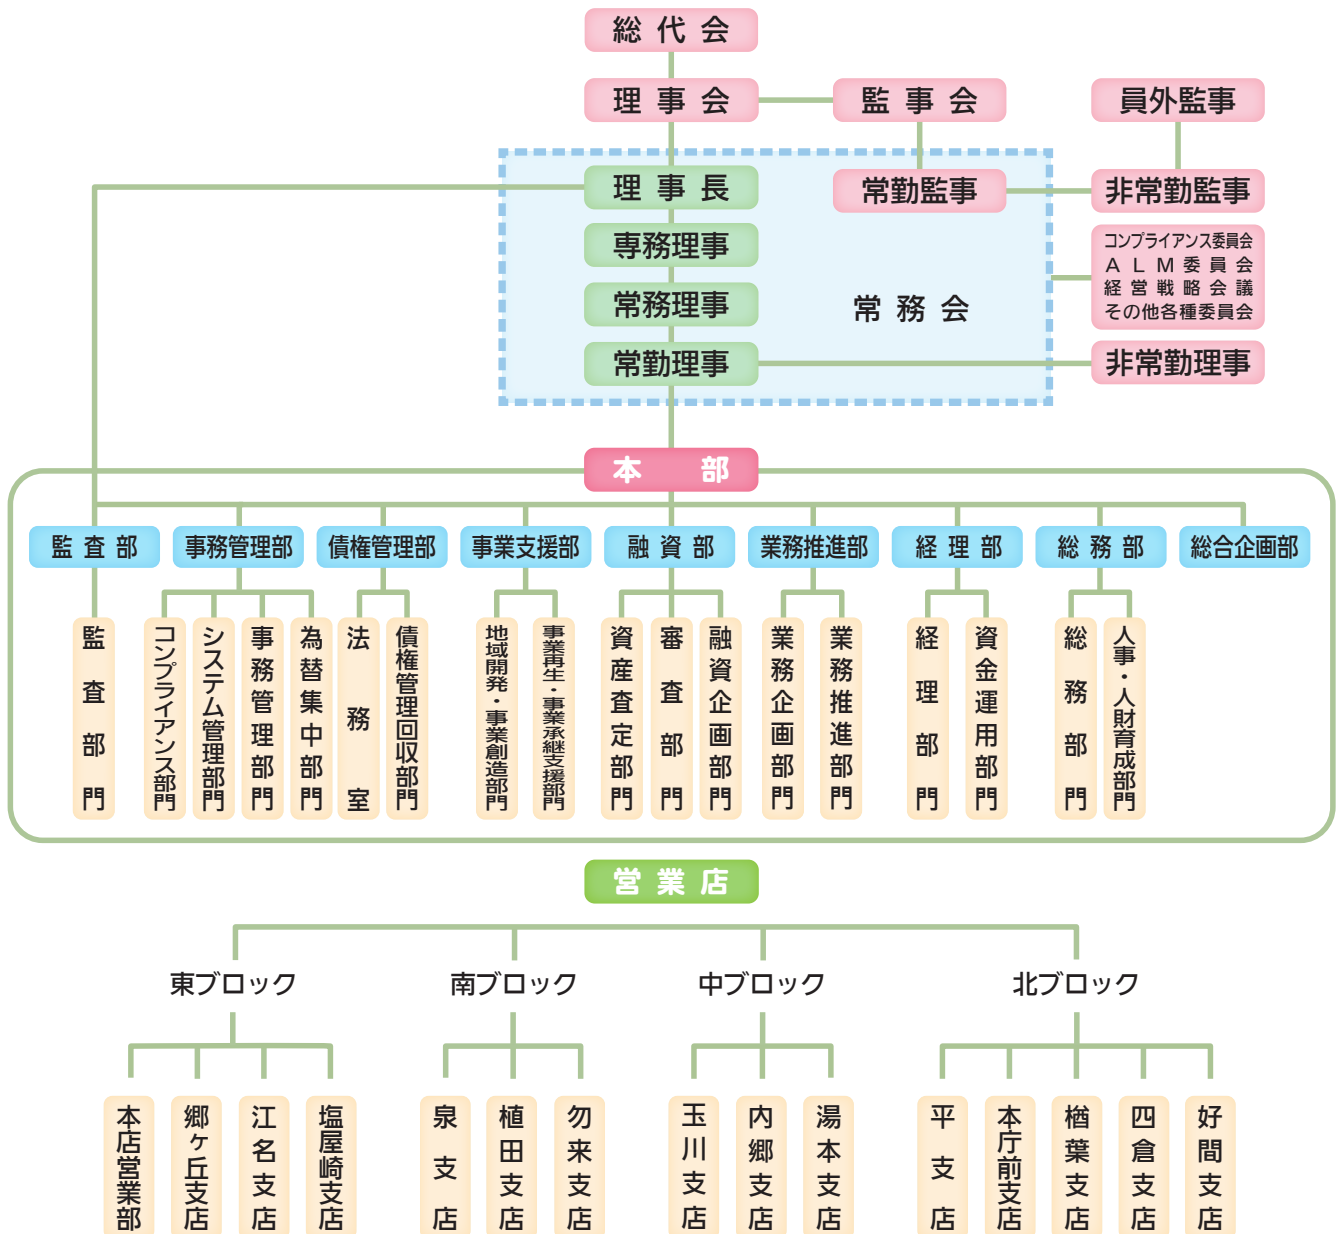 総代会
理事会
監事会
員外監事
理事長
常勤監事
非常勤監事
専務理事
コンプライアンス委員会
ALM委員会
経営戦略会議
その他各種委員会
常務理事
常務会
常勤理事
非常勤理事
本部
監査部
事務管理部
債権管理部
事業支援部
融資部
業務推進部
経理部
総務部
総合企画部
監査部門
コンプライアンス部門
システム管理部門
事務管理部門
為替集中部門
法務室
債権管理回収部門
地域開発・事業創造部門
事業再生・事業承継支援部門
資産査定部門
審査部門
融資企画部門
業務企画部門
業務推進部門
経理部門
資金運用部門
総務部門
人事・人財育成部門
営業店
東ブロック
南ブロック
中ブロック
北ブロック
本店営業部
郷ヶ丘支店
江名支店
塩屋崎支店
泉支店
植田支店
勿来支店
玉川支店
内郷支店
湯本支店
平支店
本庁前支店
楢葉支店
四倉支店
好間支店